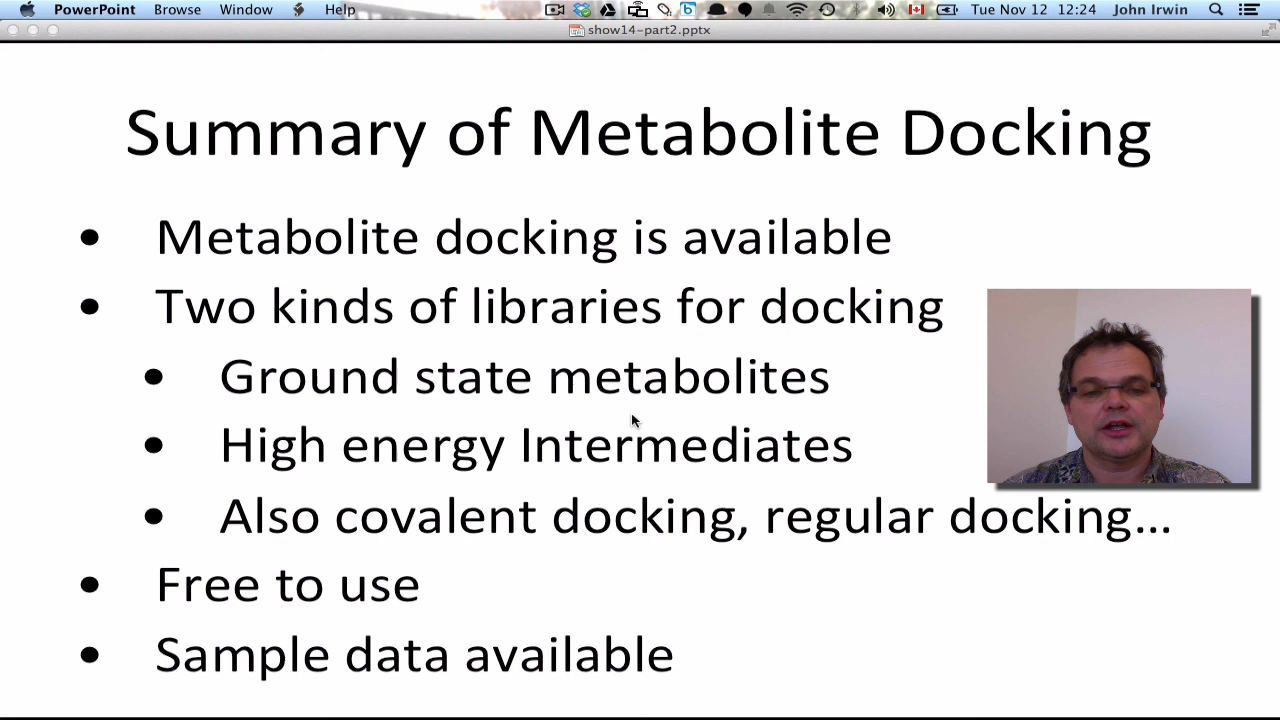 PowerPoint Browse Window Help Tue Nov 12 12:24 John Irwin
show14-part2.pptx
Summary of Metabolite Docking
• Metabolite docking is available
• Two kinds of libraries for docking
• Ground state metabolites
• High energy Intermediates
• Also covalent docking, regular docking...
• Free to use
• Sample data available